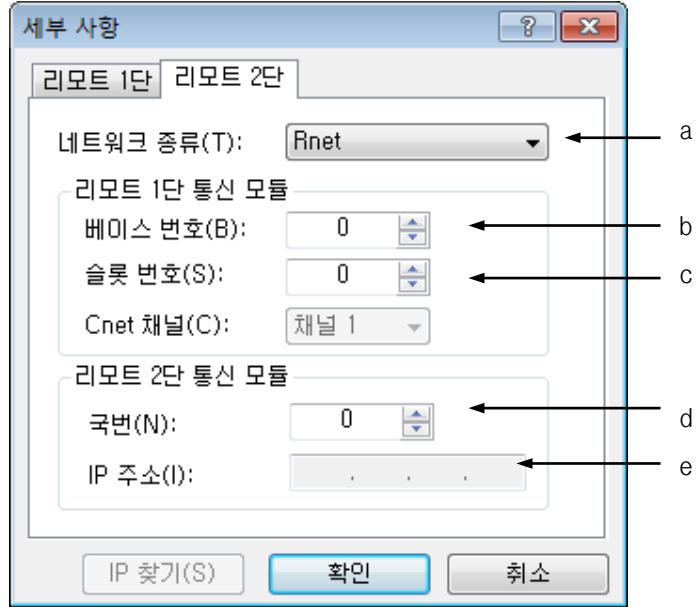 세부 사항
리모트 1단 리모트 2단
네트워크 종류(T): Rnet a
리모트 1단 통신 모듈
베이스 번호(B): 0 b
슬롯 번호(S): 0 c
Cnet 채널(C): 채널 1
리모트 2단 통신 모듈
국번(N): 0 d
IP 주소(I): . . . e
IP 찾기(S) 확인 취소